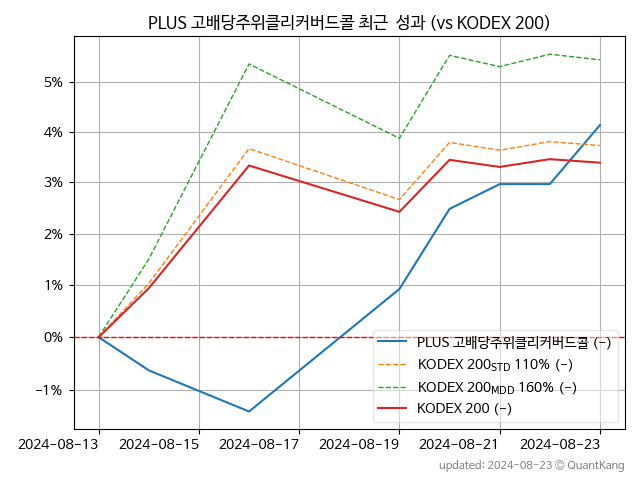 PLUS 고배당주위클리커버드콜 최근 성과 (vs KODEX 200)
5%
4%
3%
2%
1%
0%
−1%
PLUS 고배당주위클리커버드콜 (−)
KODEX 200STD 110% (−)
KODEX 200MDD 160% (−)
KODEX 200 (−)
2024-08-13 2024-08-15 2024-08-17 2024-08-19 2024-08-21 2024-08-23
updated: 2024-08-23 © QuantKang